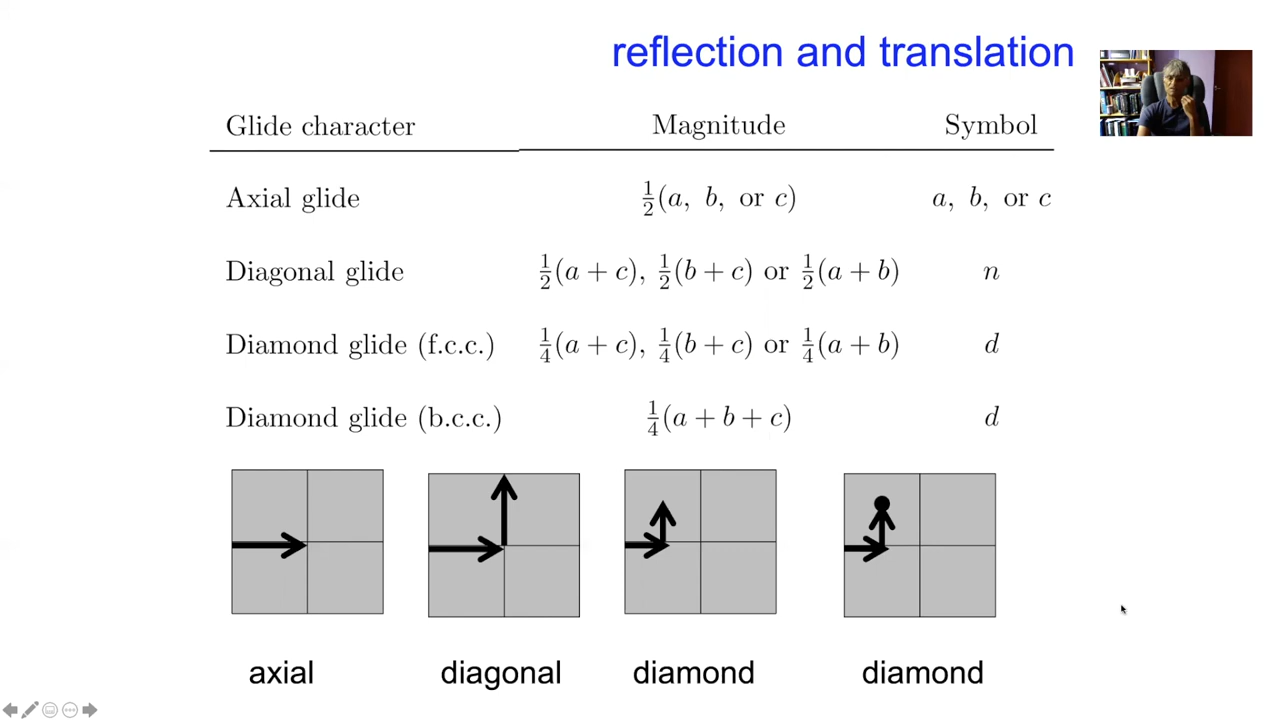 reflection and translation
Glide character Magnitude Symbol
Axial glide ½(a, b, or c) a, b, or c
Diagonal glide ½(a + c), ½(b + c) or ½(a + b) n
Diamond glide (f.c.c.) ¼(a + c), ¼(b + c) or ¼(a + b) d
Diamond glide (b.c.c.) ¼(a + b + c) d
axial diagonal diamond diamond